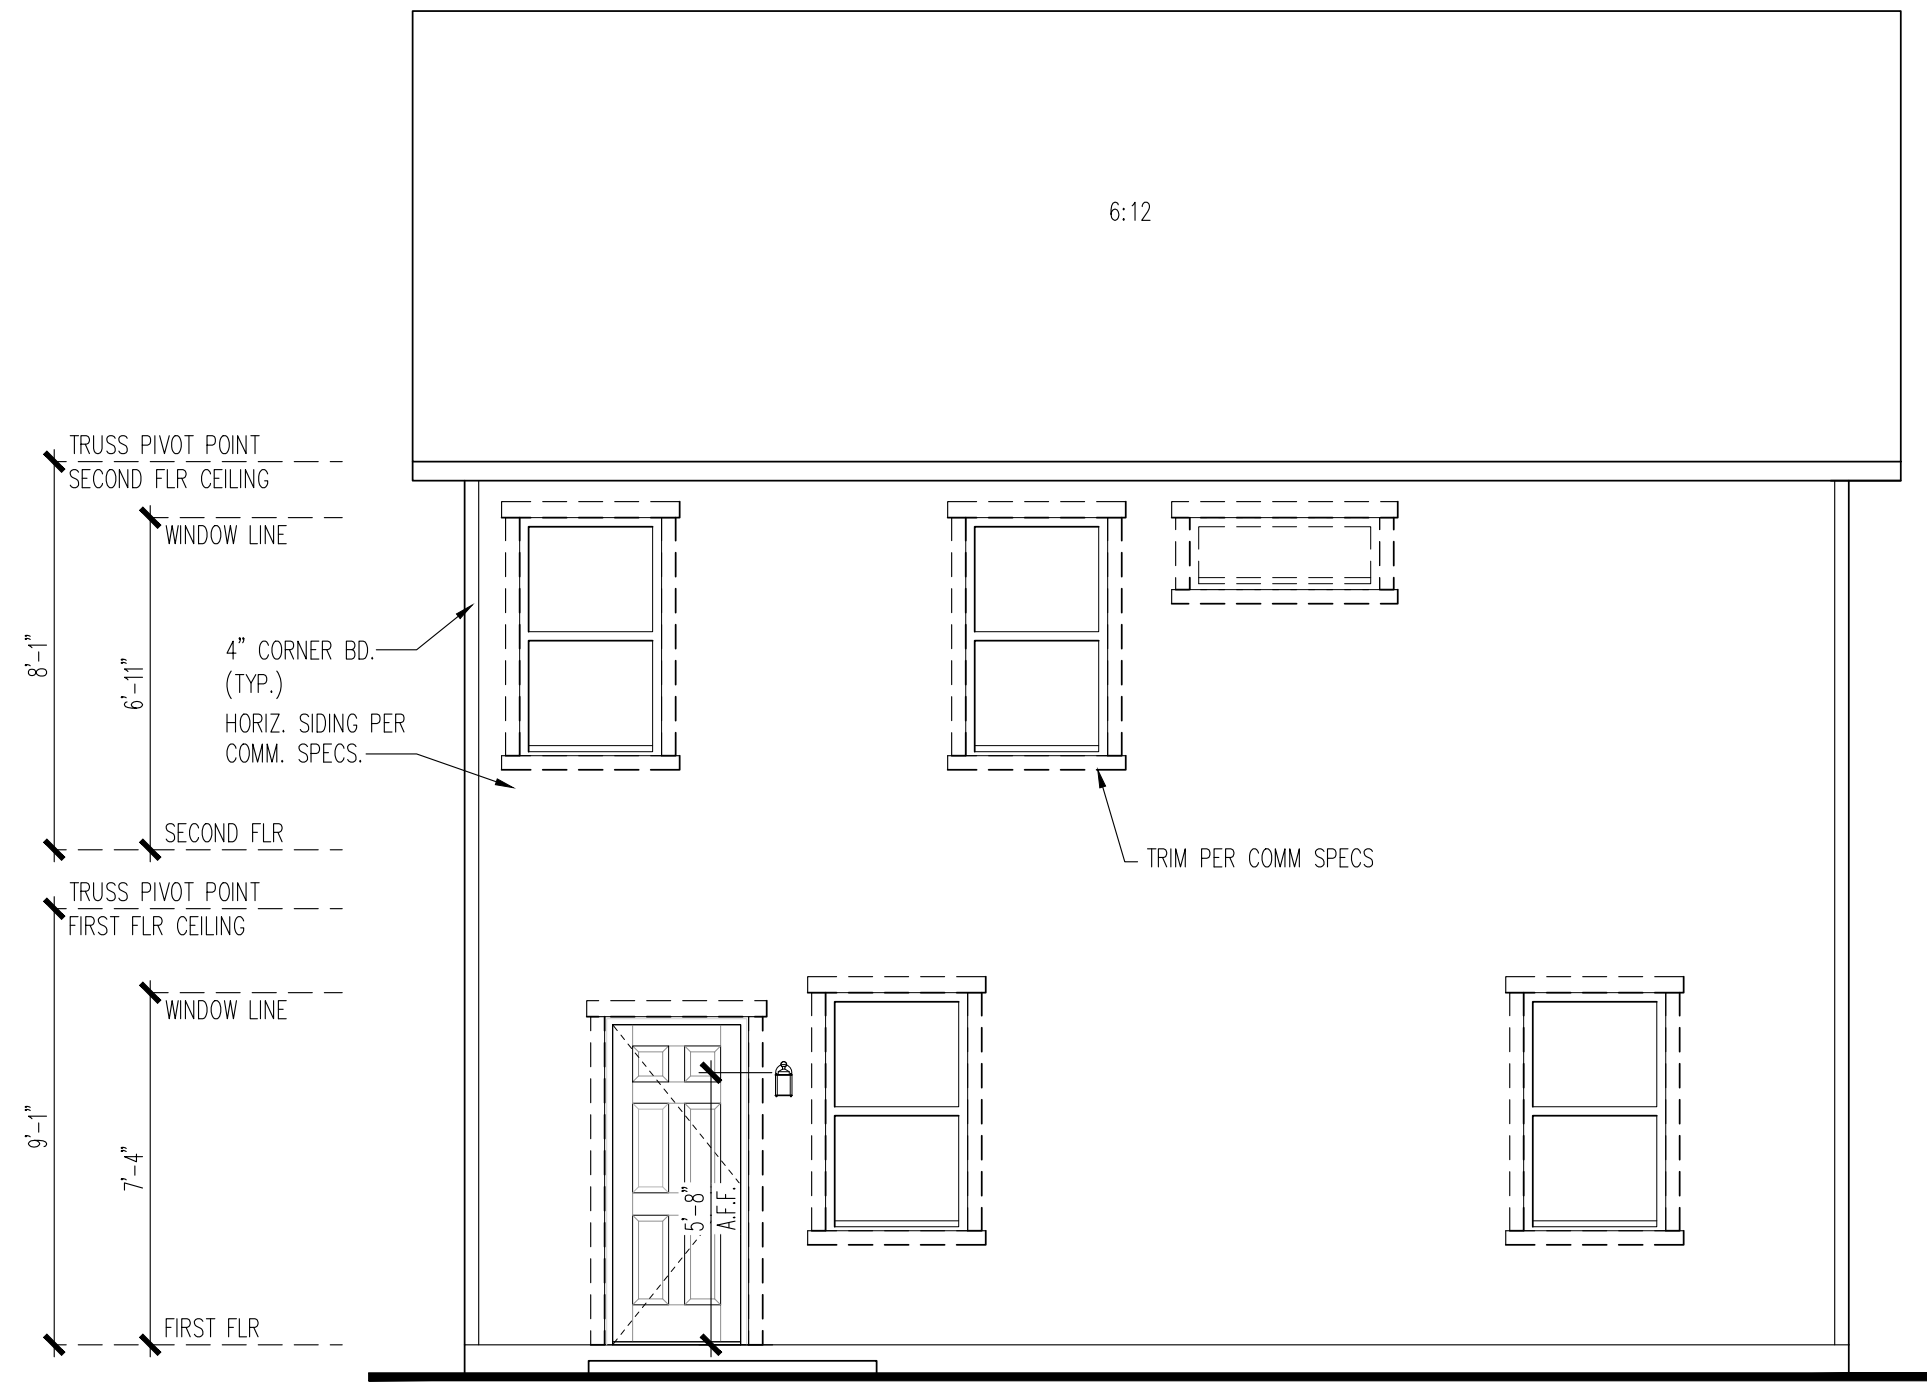 6:12
TRUSS PIVOT POINT
SECOND FLR CEILING
WINDOW LINE
8'-1"
6'-11"
4" CORNER BD.
(TYP.)
HORIZ. SIDING PER
COMM. SPECS.
SECOND FLR
TRIM PER COMM SPECS
TRUSS PIVOT POINT
FIRST FLR CEILING
WINDOW LINE
9'-1"
7'-4"
5'-8"
A.F.F.
FIRST FLR